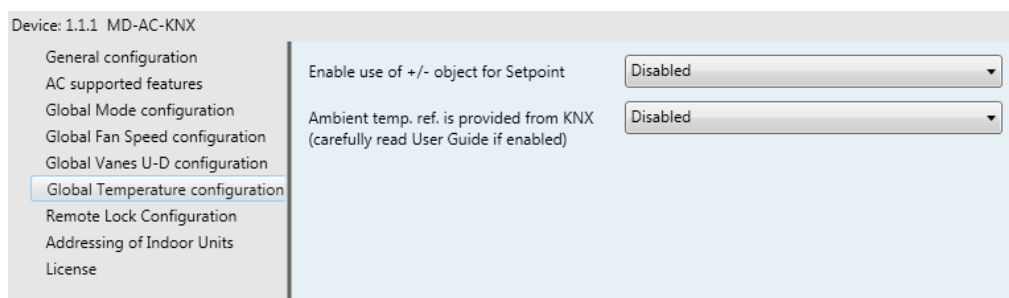 Device: 1.1.1 MD-AC-KNX
General configuration
AC supported features
Global Mode configuration
Global Fan Speed configuration
Global Vanes U-D configuration
Global Temperature configuration
Remote Lock Configuration
Addressing of Indoor Units
License
Enable use of +/- object for Setpoint
Disabled
Ambient temp. ref. is provided from KNX
(carefully read User Guide if enabled)
Disabled